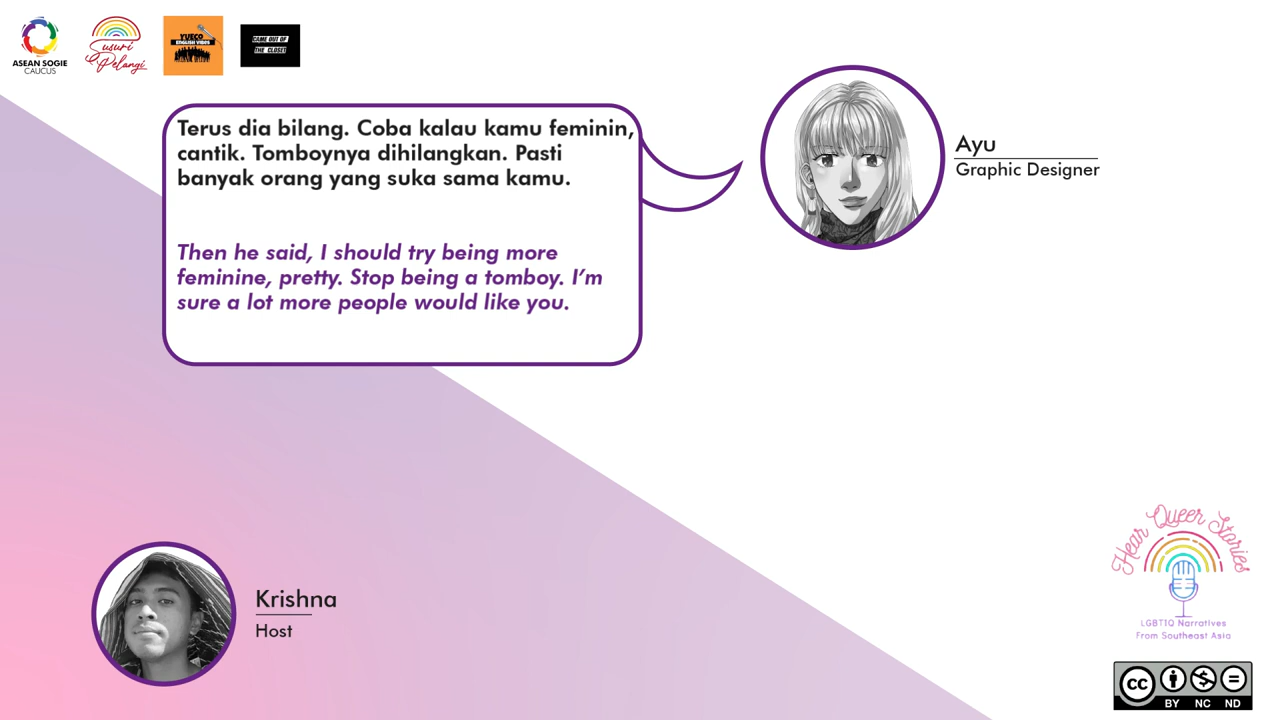 ASEAN SOGIE
CAUCUS
Susuri
Pelangi
YUECO
ENGLISH VIBES
CAME OUT OF
THE CLOSET
Terus dia bilang. Coba kalau kamu feminin,
cantik. Tomboynya dihilangkan. Pasti
banyak orang yang suka sama kamu.
Then he said, I should try being more
feminine, pretty. Stop being a tomboy. I'm
sure a lot more people would like you.
Ayu
Graphic Designer
Krishna
Host
Hear Queer Stories
LGBTIQ Narratives
From Southeast Asia
cc
BY NC ND